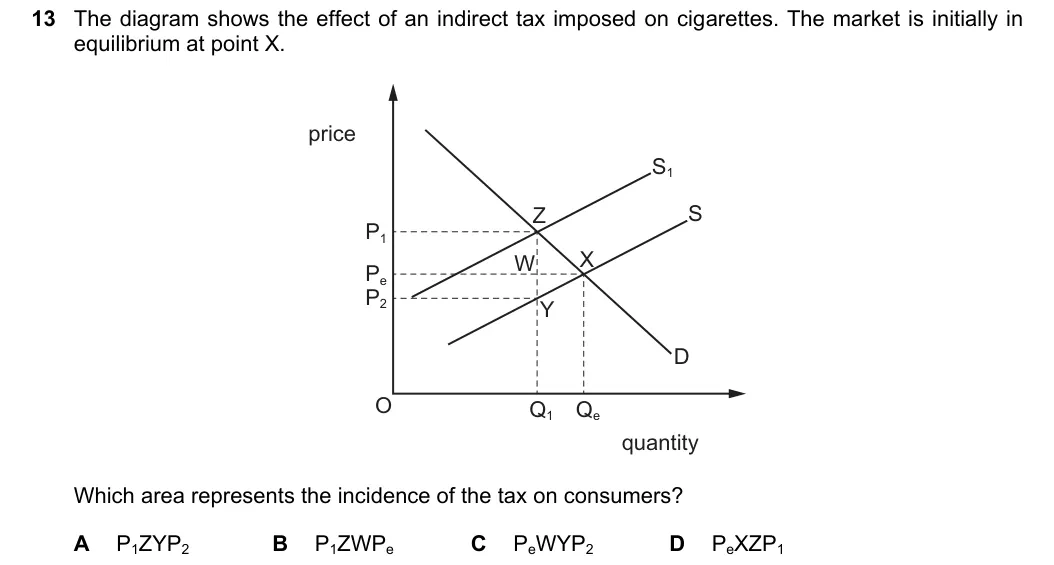 13 The diagram shows the effect of an indirect tax imposed on cigarettes. The market is initially in
equilibrium at point X.
price
S₁
S
Z
P₁
W
X
Pₑ
P₂
Y
D
O
Q₁ Qₑ
quantity
Which area represents the incidence of the tax on consumers?
A P₁ZYP₂ B P₁ZWPₑ C PₑWYP₂ D PₑXZP₁